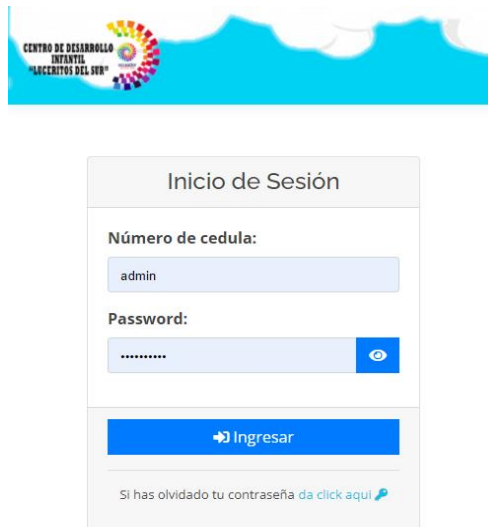 CENTRO DE DESARROLLO
INFANTIL
"LUCERITOS DEL SUR"
Inicio de Sesión
Número de cedula:
admin
Password:
••••••••••
Ingresar
Si has olvidado tu contraseña da click aqui